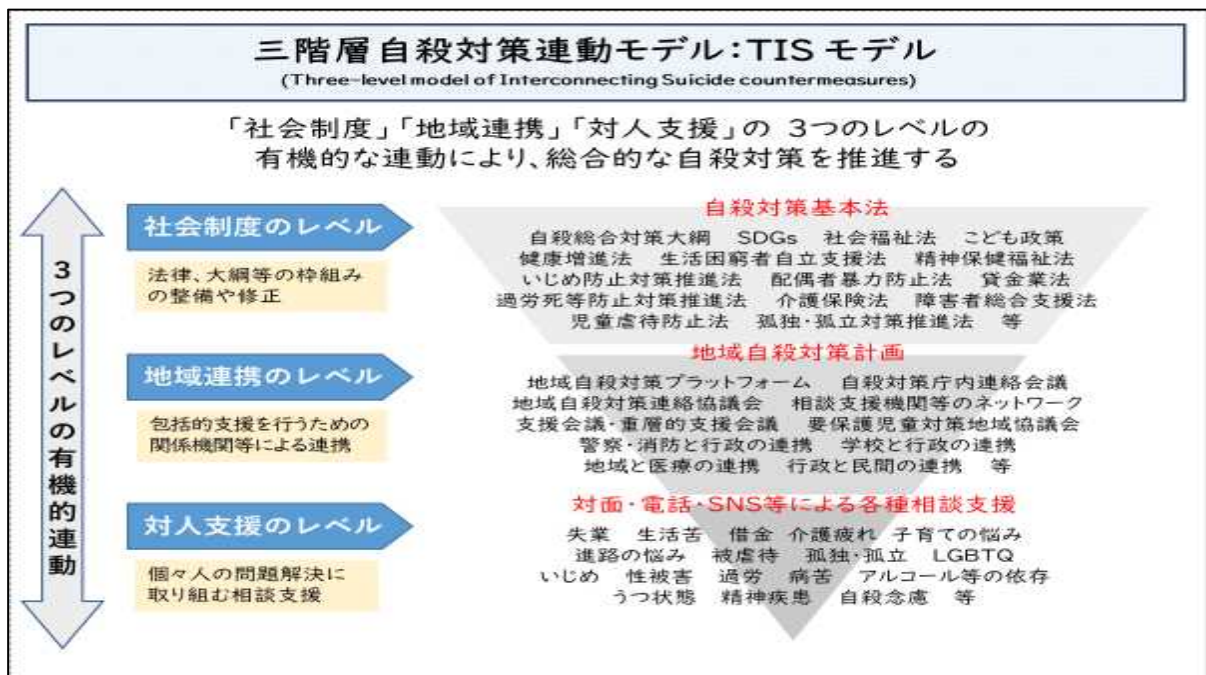 三階層自殺対策連動モデル：TIS モデル
(Three-level model of Interconnecting Suicide countermeasures)
「社会制度」「地域連携」「対人支援」の 3つのレベルの
有機的な連動により、総合的な自殺対策を推進する
3つのレベルの有機的連動
社会制度のレベル
法律、大綱等の枠組み
の整備や修正
自殺対策基本法
自殺総合対策大綱 SDGs 社会福祉法 こども政策
健康増進法 生活困窮者自立支援法 精神保健福祉法
いじめ防止対策推進法 配偶者暴力防止法 貸金業法
過労死等防止対策推進法 介護保険法 障害者総合支援法
児童虐待防止法 孤独・孤立対策推進法 等
地域連携のレベル
包括的支援を行うための
関係機関等による連携
地域自殺対策計画
地域自殺対策プラットフォーム 自殺対策庁内連絡会議
地域自殺対策連絡協議会 相談支援機関等のネットワーク
支援会議・重層的支援会議 要保護児童対策地域協議会
警察・消防と行政の連携 学校と行政の連携
地域と医療の連携 行政と民間の連携 等
対人支援のレベル
個々人の問題解決に
取り組む相談支援
対面・電話・SNS等による各種相談支援
失業 生活苦 借金 介護疲れ 子育ての悩み
進路の悩み 被虐待 孤独・孤立 LGBTQ
いじめ 性被害 過労 病苦 アルコール等の依存
うつ状態 精神疾患 自殺念慮 等